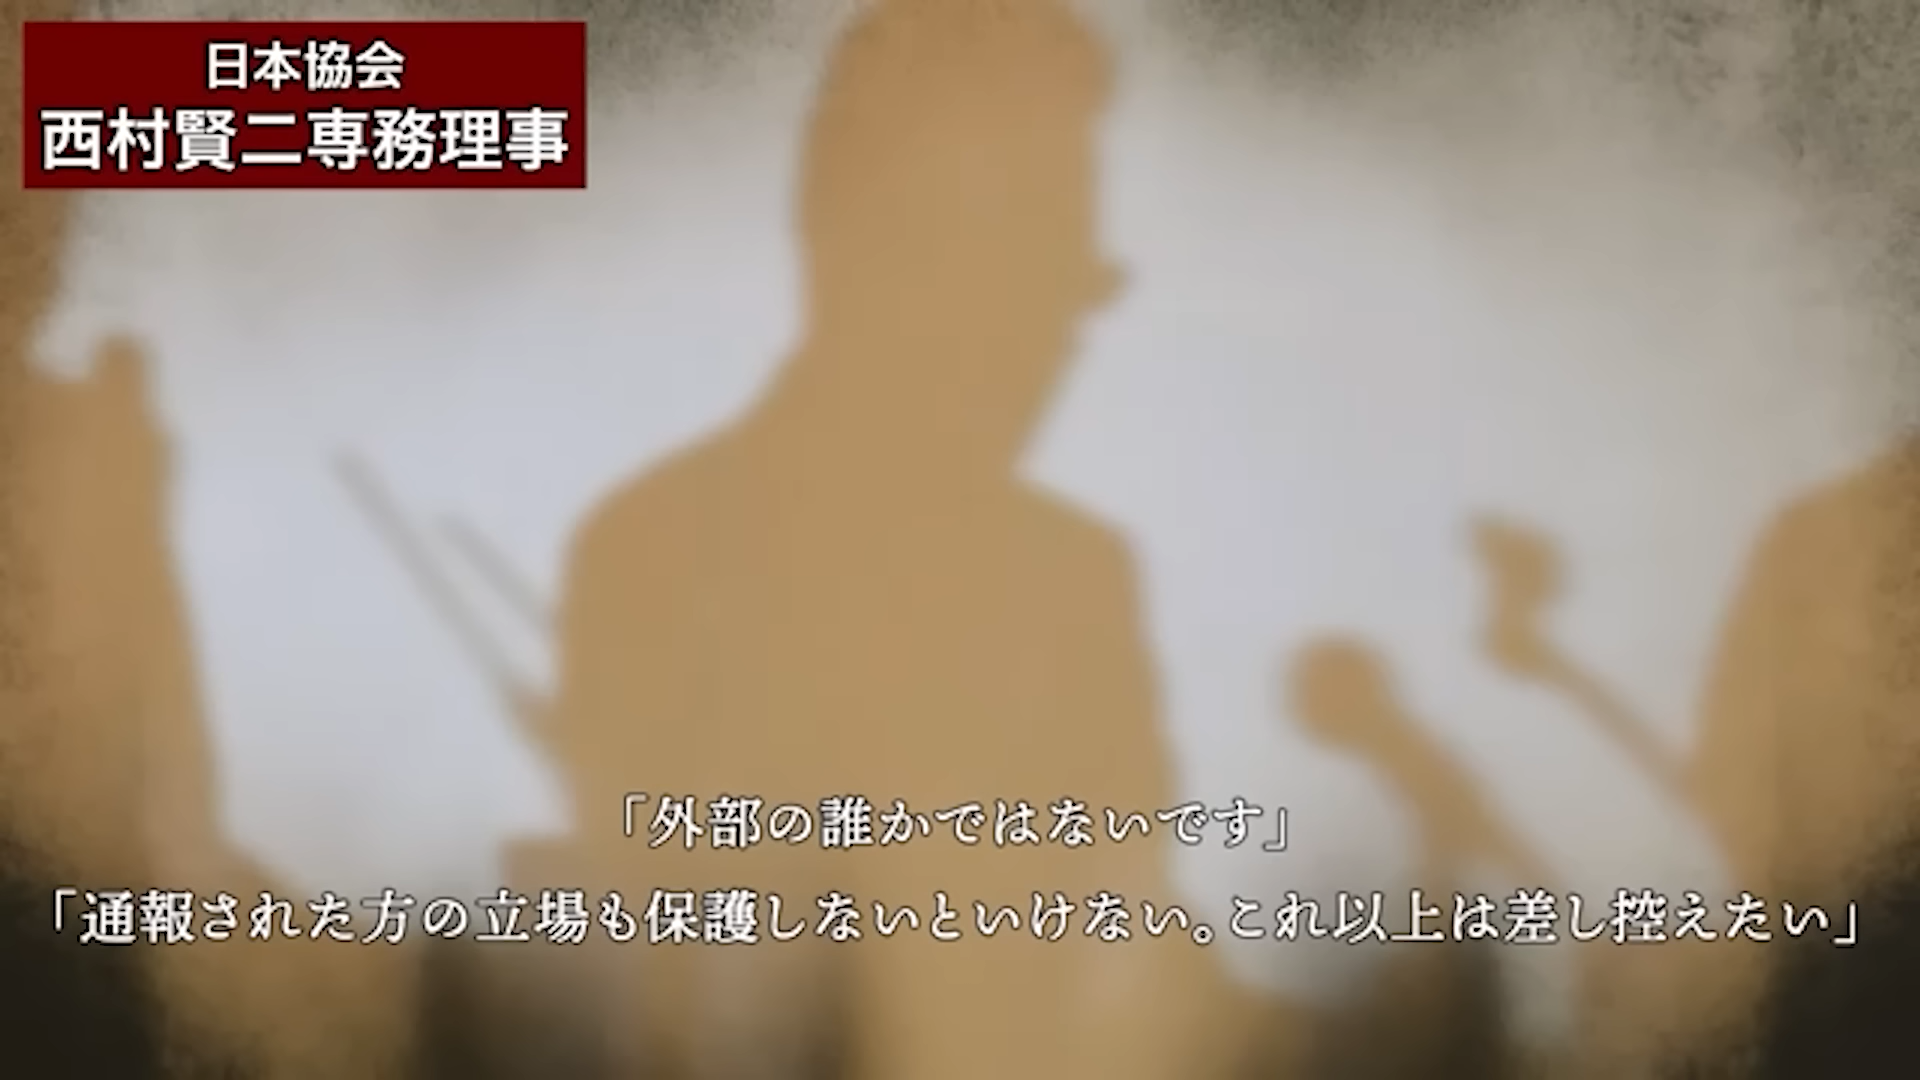 日本協会
西村賢二専務理事
「外部の誰かではないです」
「通報された方の立場も保護しないといけない。これ以上は差し控えたい」